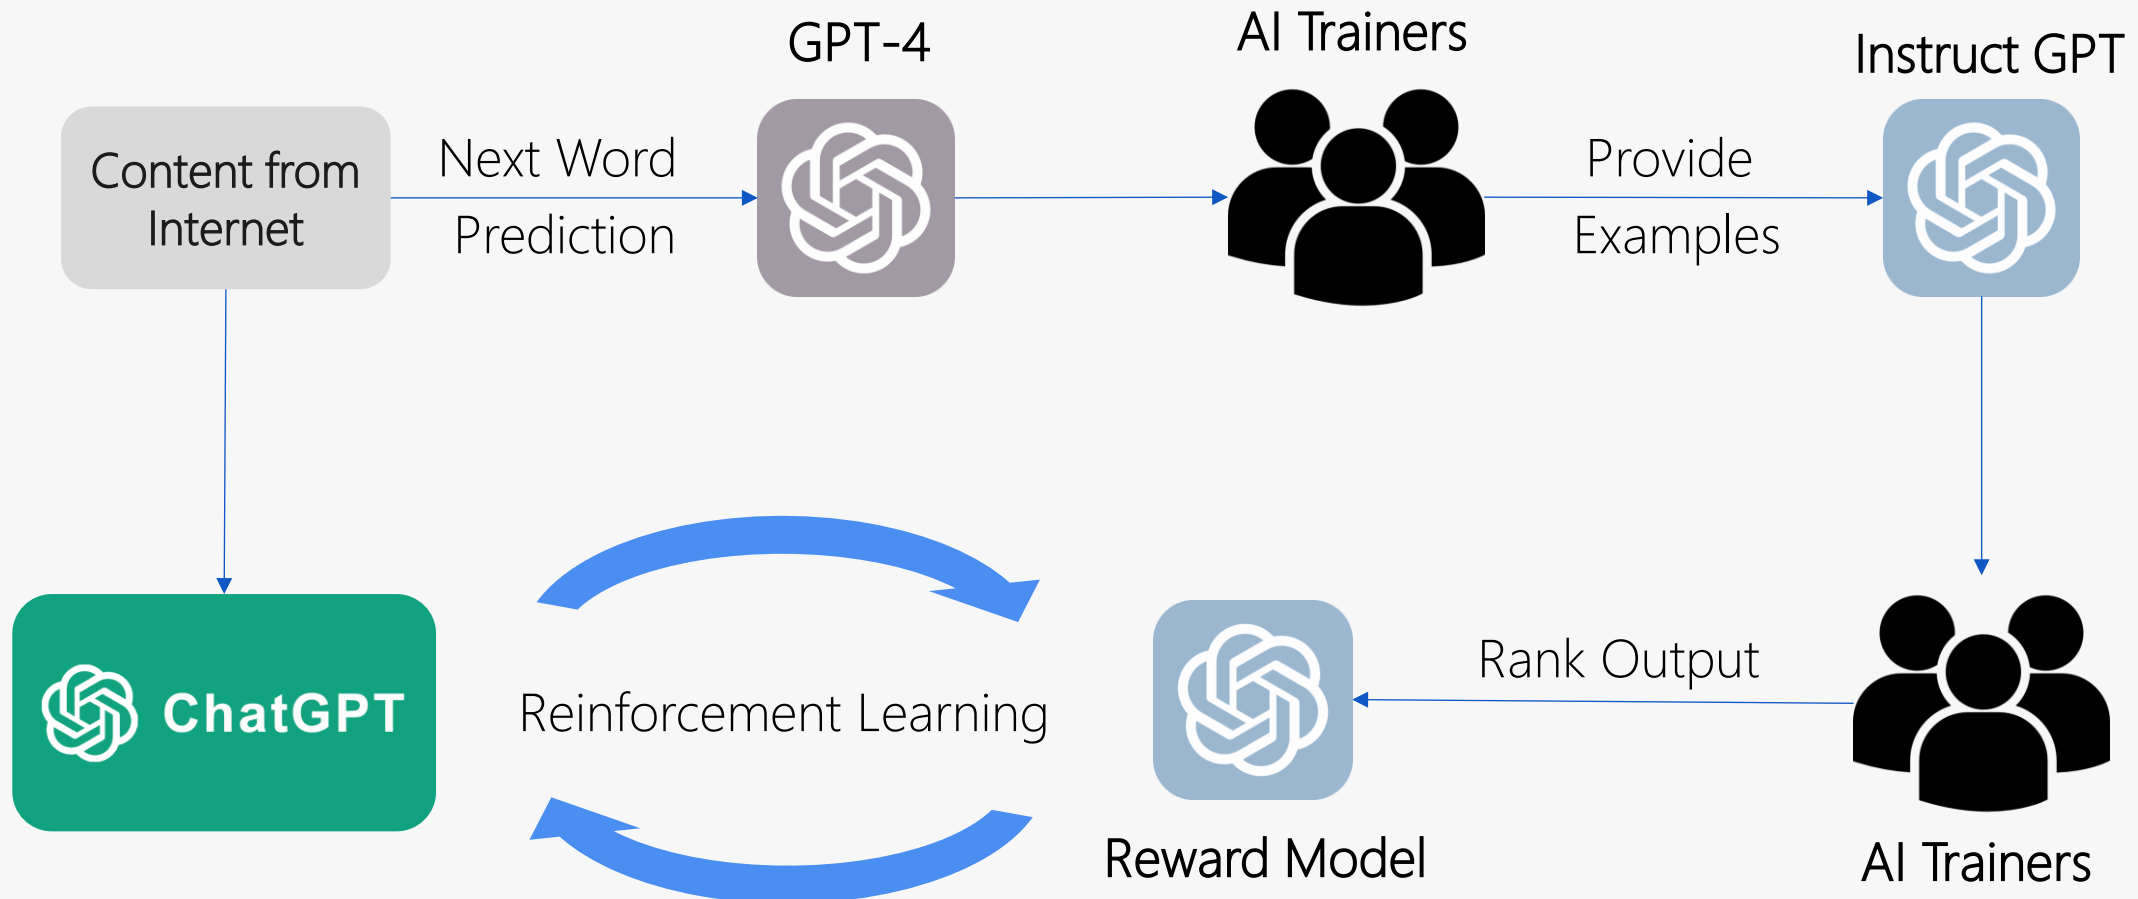 GPT-4
AI Trainers
Instruct GPT
Content from
Internet
Next Word
Prediction
Provide
Examples
ChatGPT
Reinforcement Learning
Rank Output
Reward Model
AI Trainers